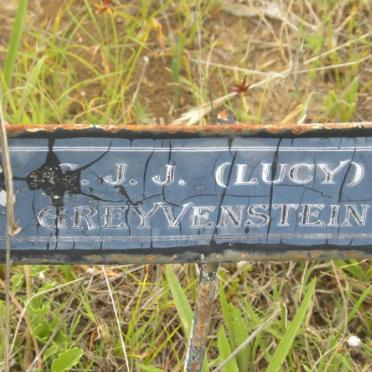 J. J. (LUCY)
GREYVENSTEIN